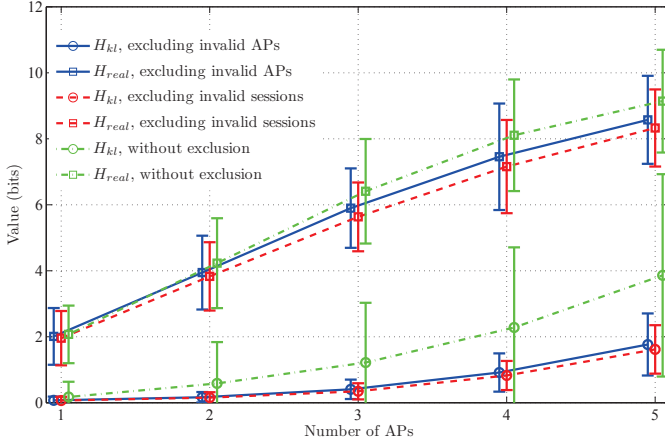 12
10
8
6
4
2
0
Value (bits)
H_kl, excluding invalid APs
H_real, excluding invalid APs
H_kl, excluding invalid sessions
H_real, excluding invalid sessions
H_kl, without exclusion
H_real, without exclusion
1
2
3
4
5
Number of APs